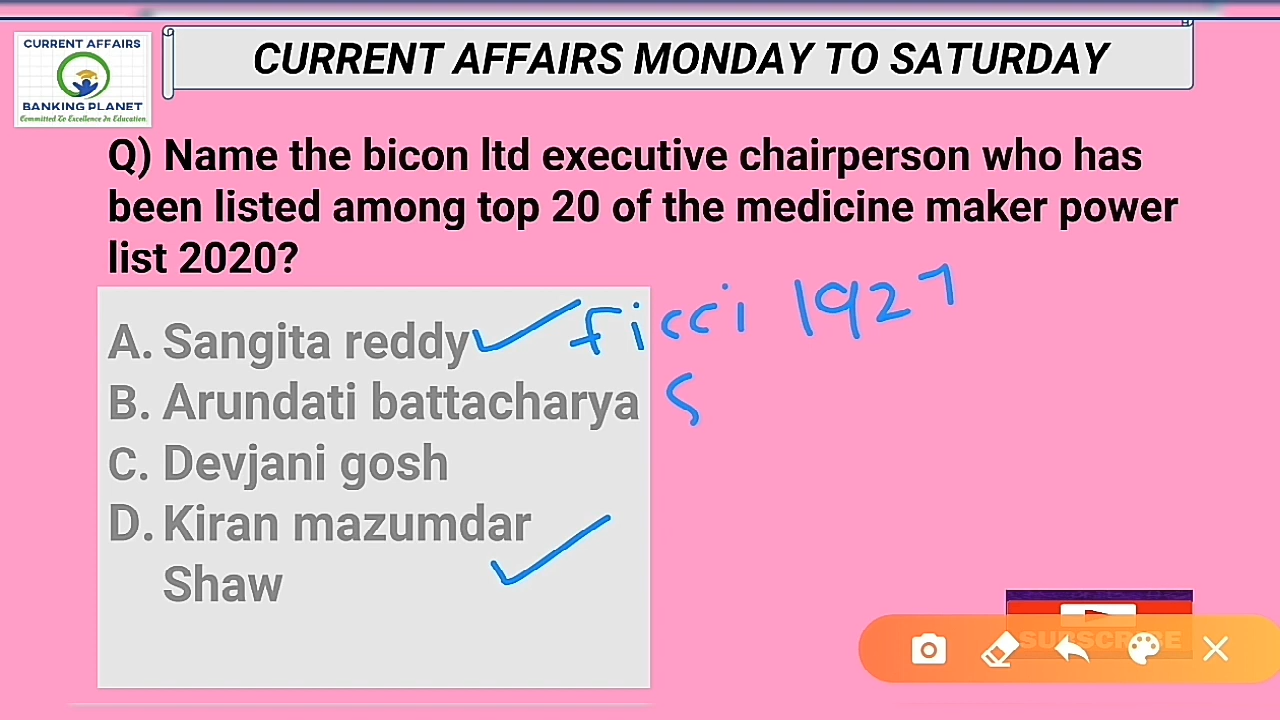 CURRENT AFFAIRS
BANKING PLANET
Committed To Excellence In Education
CURRENT AFFAIRS MONDAY TO SATURDAY
Q) Name the bicon ltd executive chairperson who has
been listed among top 20 of the medicine maker power
list 2020?
A. Sangita reddy ficci 1927
B. Arundati battacharya S
C. Devjani gosh
D. Kiran mazumdar
Shaw
SUBSCRIBE